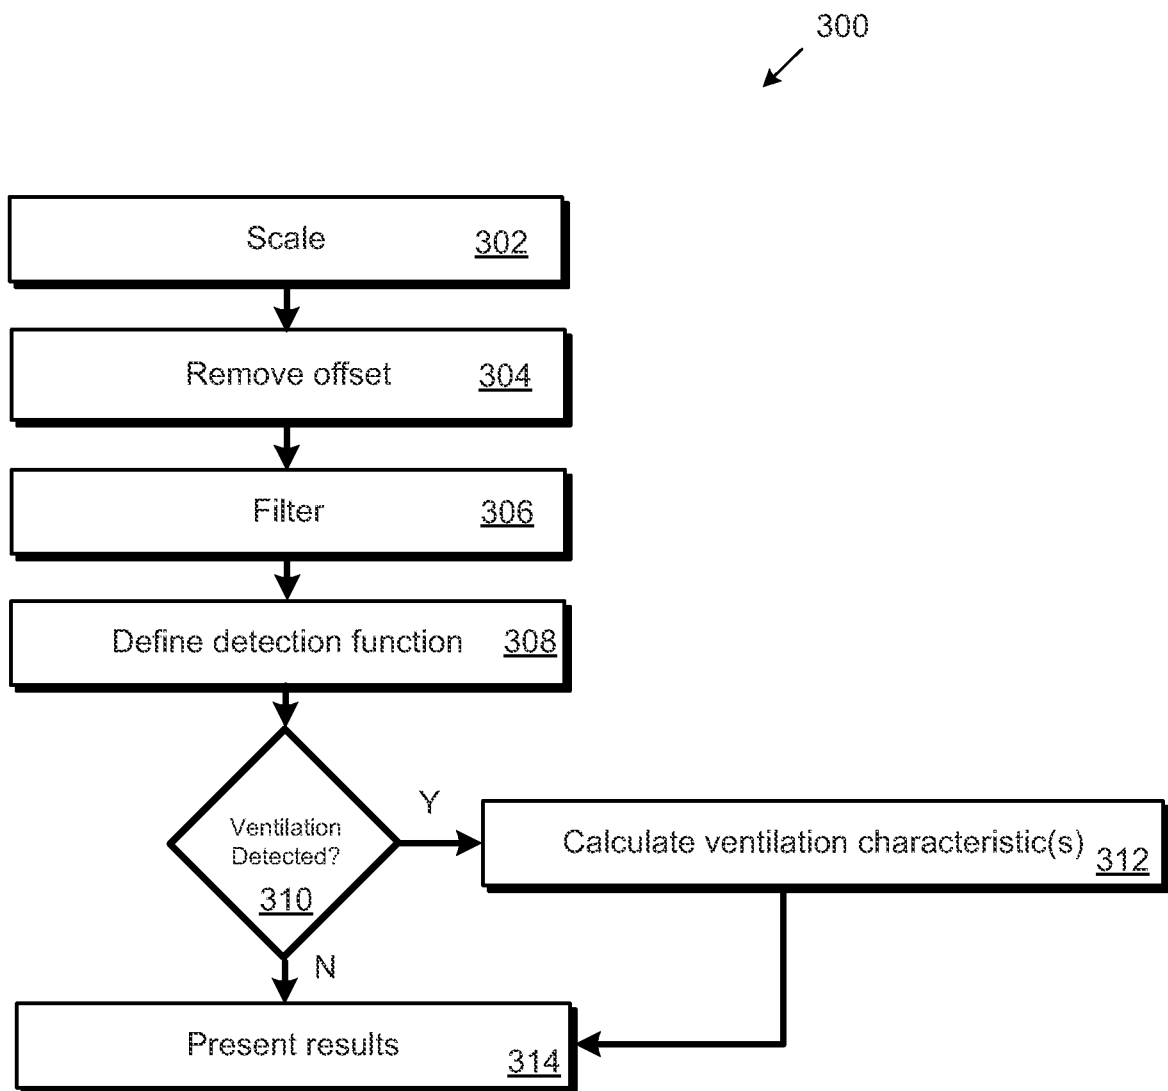 300
Scale 302
Remove offset 304
Filter 306
Define detection function 308
Ventilation
Detected?
310
Y
Calculate ventilation characteristic(s) 312
N
Present results 314